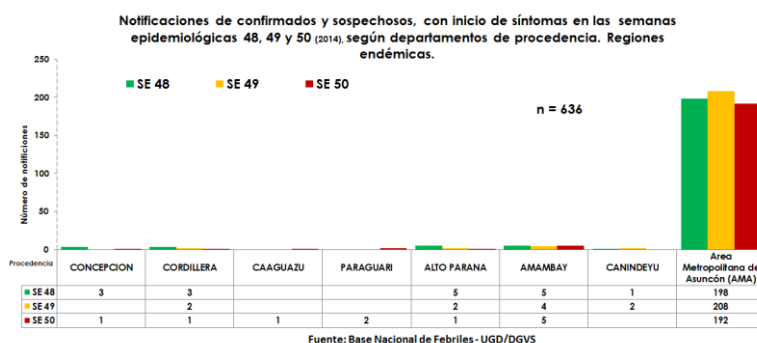 Notificaciones de confirmados y sospechosos, con inicio de síntomas en las semanas
epidemiológicas 48, 49 y 50 (2014), según departamentos de procedencia. Regiones
endémicas.
SE 48 SE 49 SE 50
n = 636
Número de notificiones
250
200
150
100
50
0
Procedencia CONCEPCION CORDILLERA CAAGUAZU PARAGUARI ALTO PARANA AMAMBAY CANINDEYU Area
Metropolitana de
Asuncón (AMA)
SE 48 3 3 5 5 1 198
SE 49 2 2 4 2 208
SE 50 1 1 1 2 1 5 192
Fuente: Base Nacional de Febriles - UGD/DGVS